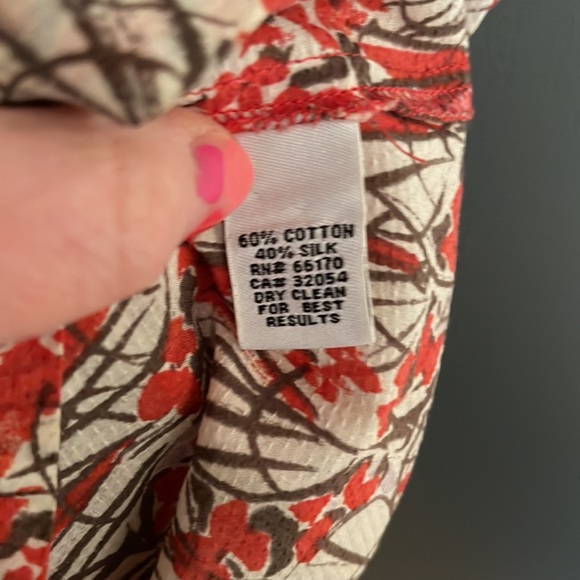 60% COTTON
40% SILK
RN# 66170
CA# 32054
DRY CLEAN
FOR BEST
RESULTS